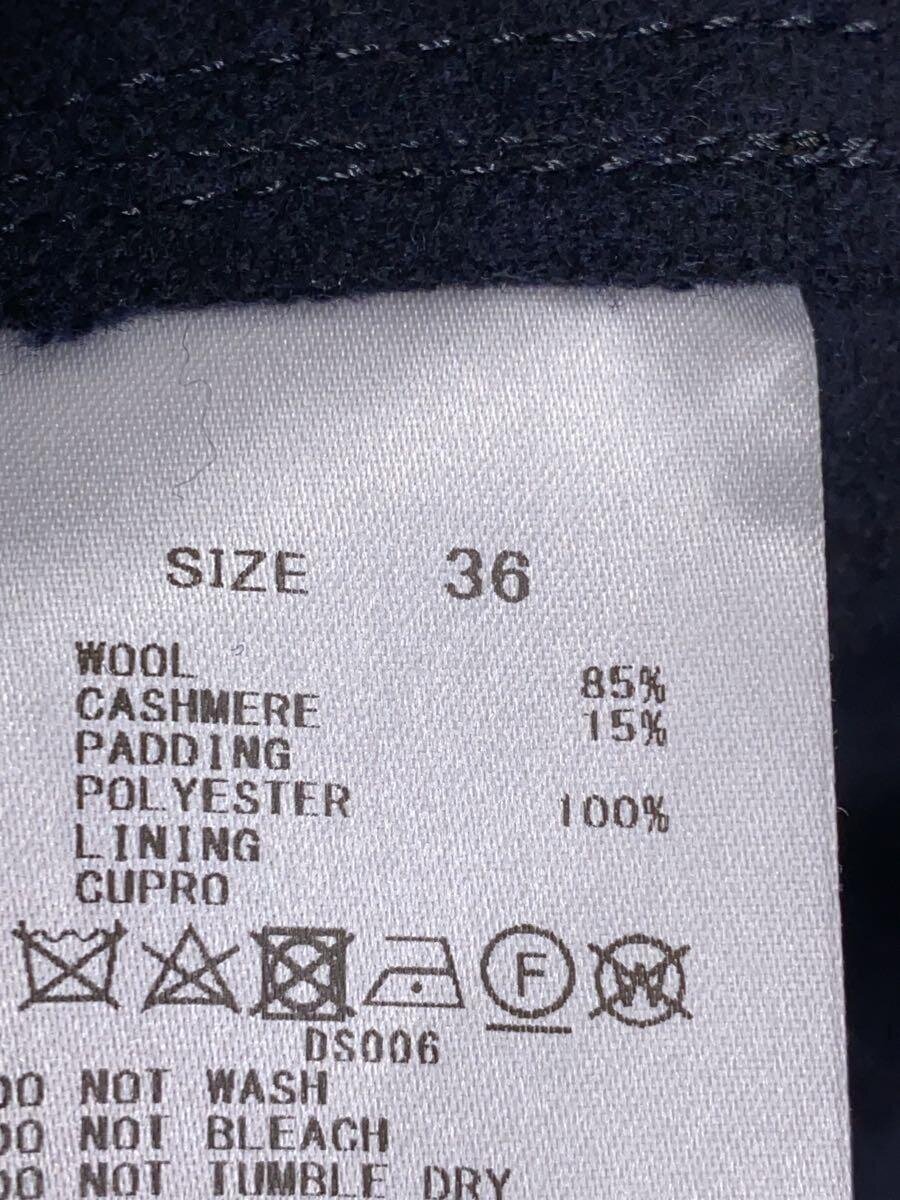 SIZE 36
WOOL 85%
CASHMERE 15%
PADDING
POLYESTER 100%
LINING
CUPRO
F W
DS006
DO NOT WASH
DO NOT BLEACH
DO NOT TUMBLE DRY